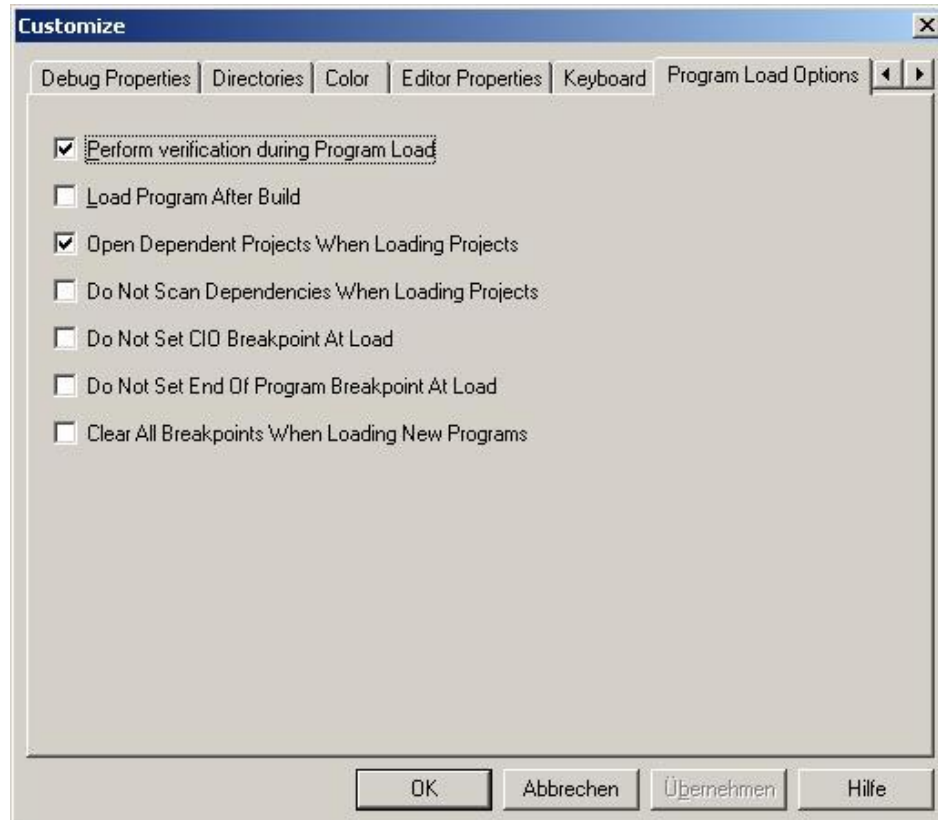 Customize
Debug Properties Directories Color Editor Properties Keyboard Program Load Options
Perform verification during Program Load
Load Program After Build
Open Dependent Projects When Loading Projects
Do Not Scan Dependencies When Loading Projects
Do Not Set CIO Breakpoint At Load
Do Not Set End Of Program Breakpoint At Load
Clear All Breakpoints When Loading New Programs
OK Abbrechen Übernehmen Hilfe